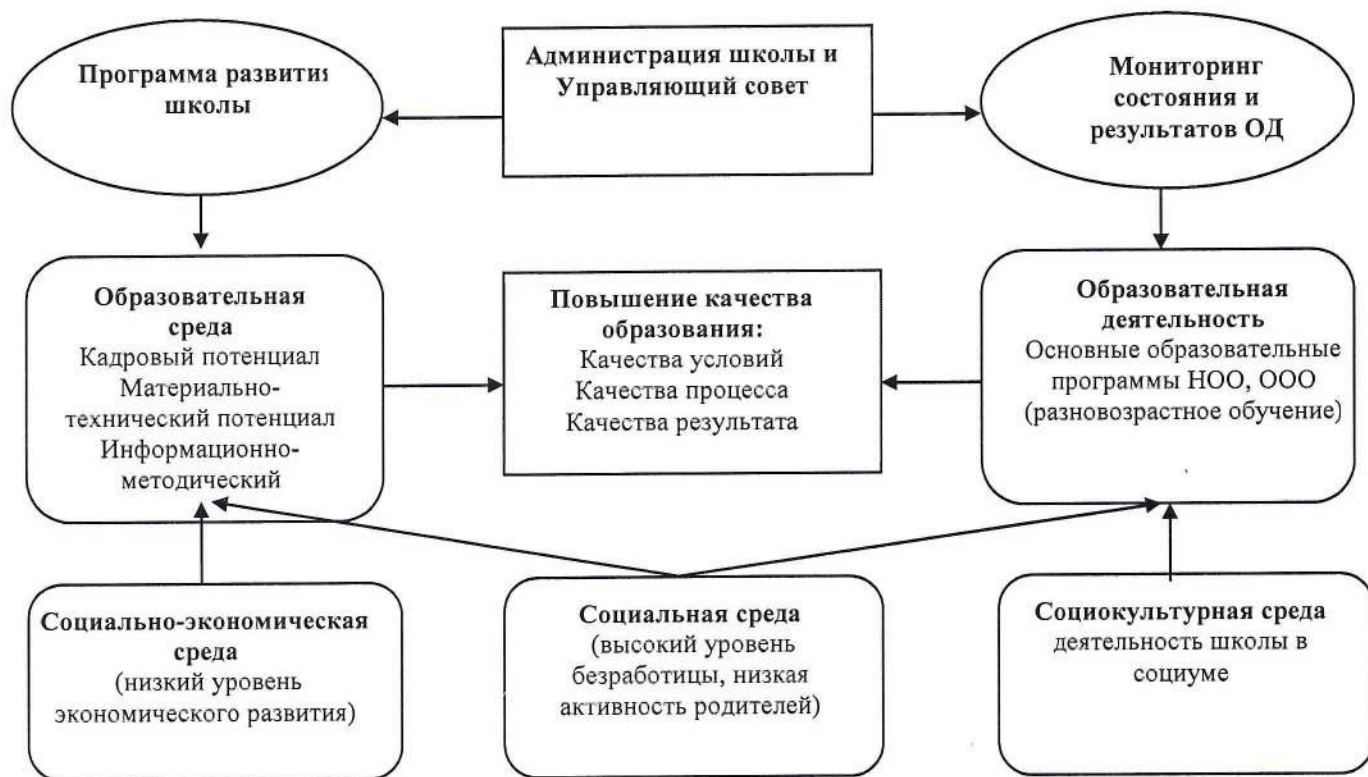 Программа развития
школы
Администрация школы и
Управляющий совет
Мониторинг
состояния и
результатов ОД
Образовательная
среда
Кадровый потенциал
Материально-
технический потенциал
Информационно-
методический
Повышение качества
образования:
Качества условий
Качества процесса
Качества результата
Образовательная
деятельность
Основные образовательные
программы НОО, ООО
(разновозрастное обучение)
Социально-экономическая
среда
(низкий уровень
экономического развития)
Социальная среда
(высокий уровень
безработицы, низкая
активность родителей)
Социокультурная среда
деятельность школы в
социуме